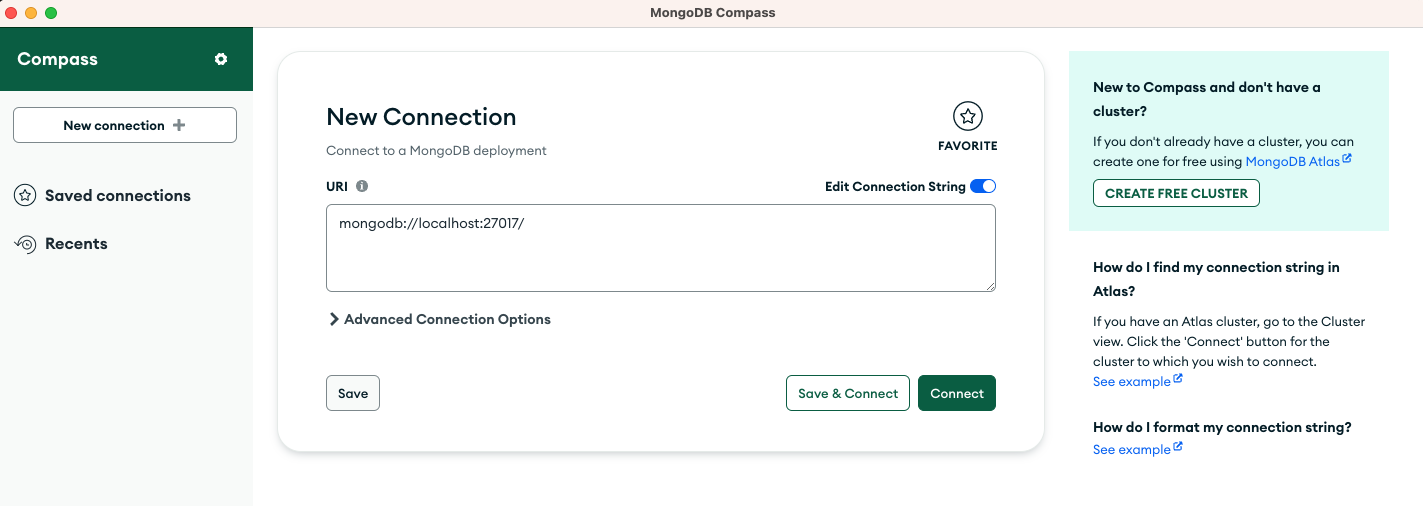 MongoDB Compass
Compass
New connection
Saved connections
Recents
New Connection
Connect to a MongoDB deployment
FAVORITE
URI
Edit Connection String
mongodb://localhost:27017/
Advanced Connection Options
Save
Save & Connect
Connect
New to Compass and don't have a
cluster?
If you don't already have a cluster, you can
create one for free using MongoDB Atlas
CREATE FREE CLUSTER
How do I find my connection string in
Atlas?
If you have an Atlas cluster, go to the Cluster
view. Click the 'Connect' button for the
cluster to which you wish to connect.
See example
How do I format my connection string?
See example